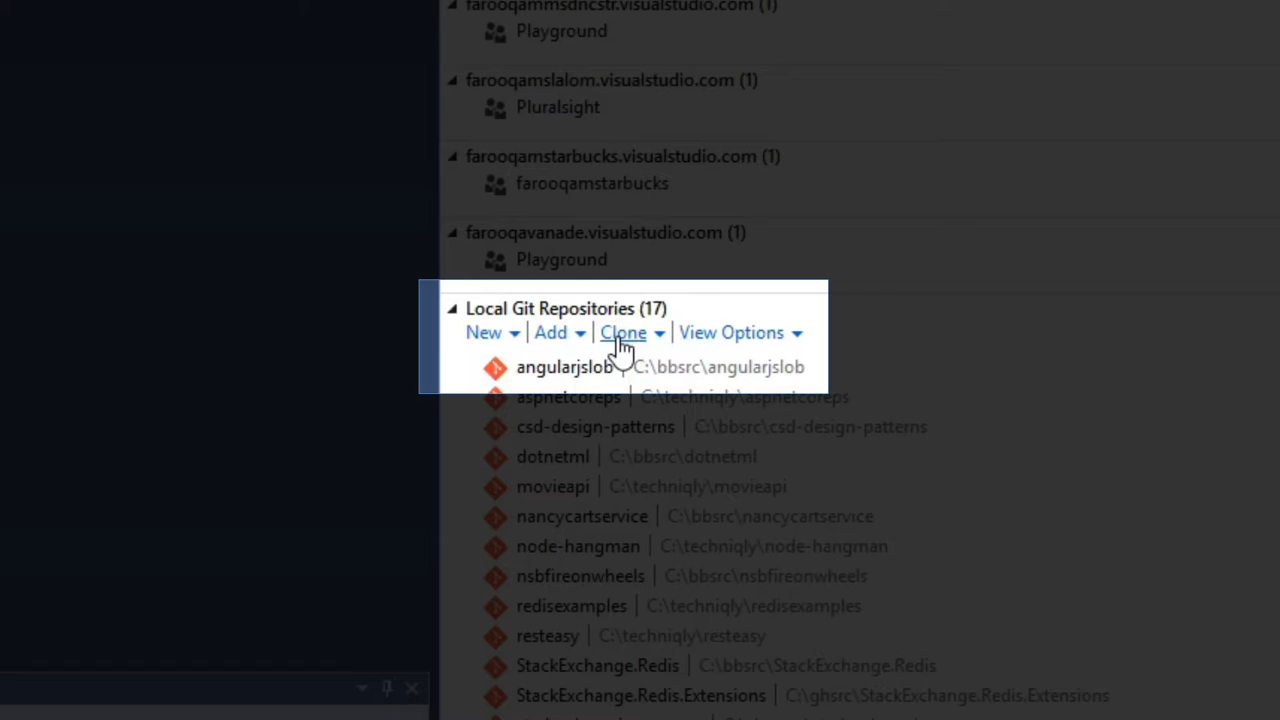 farooqammsdncstr.visualstudio.com (1)
Playground
farooqamslalom.visualstudio.com (1)
Pluralsight
farooqamstarbucks.visualstudio.com (1)
farooqamstarbucks
farooqavanade.visualstudio.com (1)
Playground
Local Git Repositories (17)
New | Add | Clone | View Options
angularjslob | C:\bbsrc\angularjslob
aspnetcoreps | C:\techniqly\aspnetcoreps
csd-design-patterns | C:\bbsrc\csd-design-patterns
dotnetml | C:\bbsrc\dotnetml
movieapi | C:\techniqly\movieapi
nancycartservice | C:\bbsrc\nancycartservice
node-hangman | C:\techniqly\node-hangman
nsbfireonwheels | C:\bbsrc\nsbfireonwheels
redisexamples | C:\techniqly\redisexamples
resteasy | C:\techniqly\resteasy
StackExchange.Redis | C:\bbsrc\StackExchange.Redis
StackExchange.Redis.Extensions | C:\ghsrc\StackExchange.Redis.Extensions